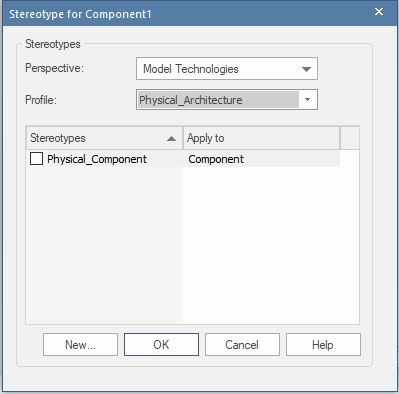 Stereotype for Component1
Stereotypes
Perspective: Model Technologies
Profile: Physical_Architecture
Stereotypes Apply to
Physical_Component Component
New... OK Cancel Help